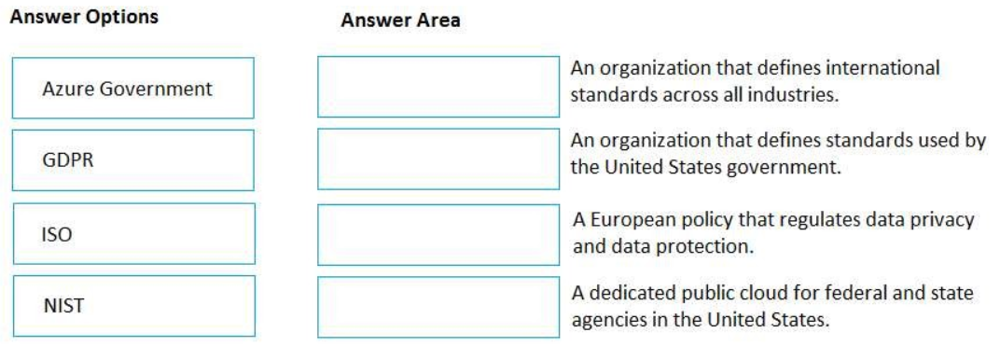 Answer Options
Answer Area
Azure Government
An organization that defines international
standards across all industries.
GDPR
An organization that defines standards used by
the United States government.
ISO
A European policy that regulates data privacy
and data protection.
NIST
A dedicated public cloud for federal and state
agencies in the United States.